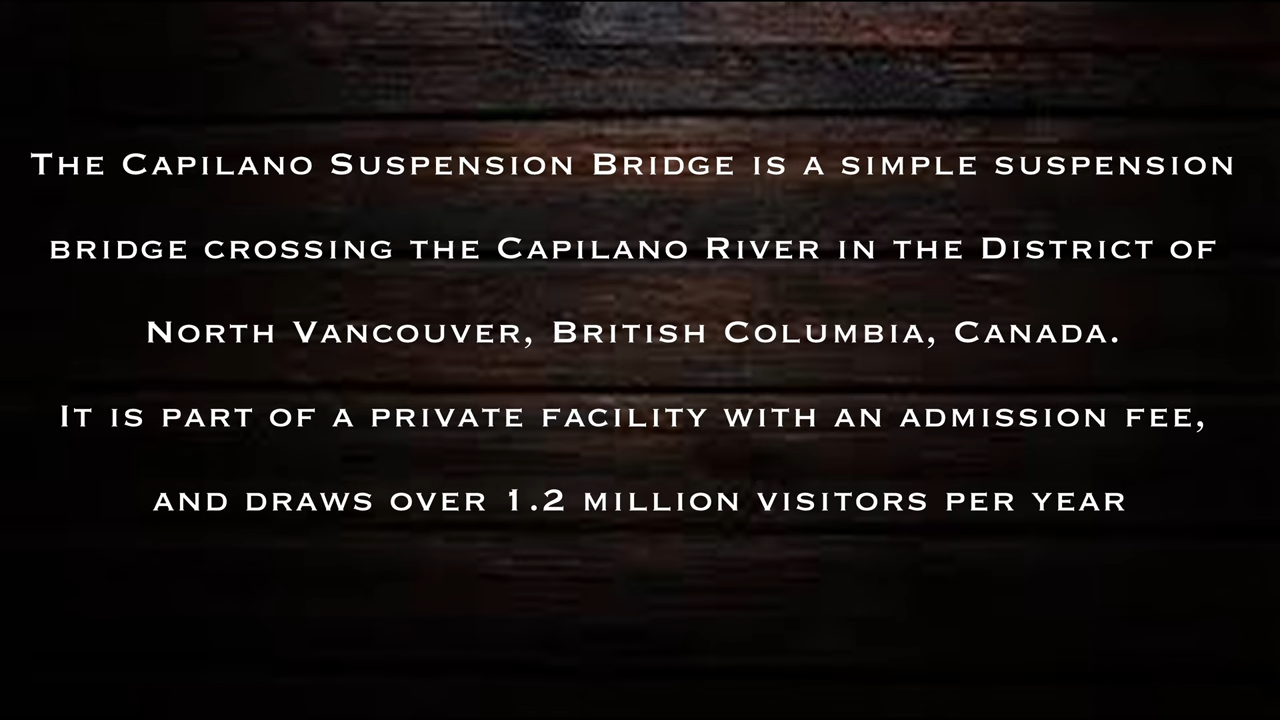 The Capilano Suspension Bridge is a simple suspension
bridge crossing the Capilano River in the District of
North Vancouver, British Columbia, Canada.
It is part of a private facility with an admission fee,
and draws over 1.2 million visitors per year